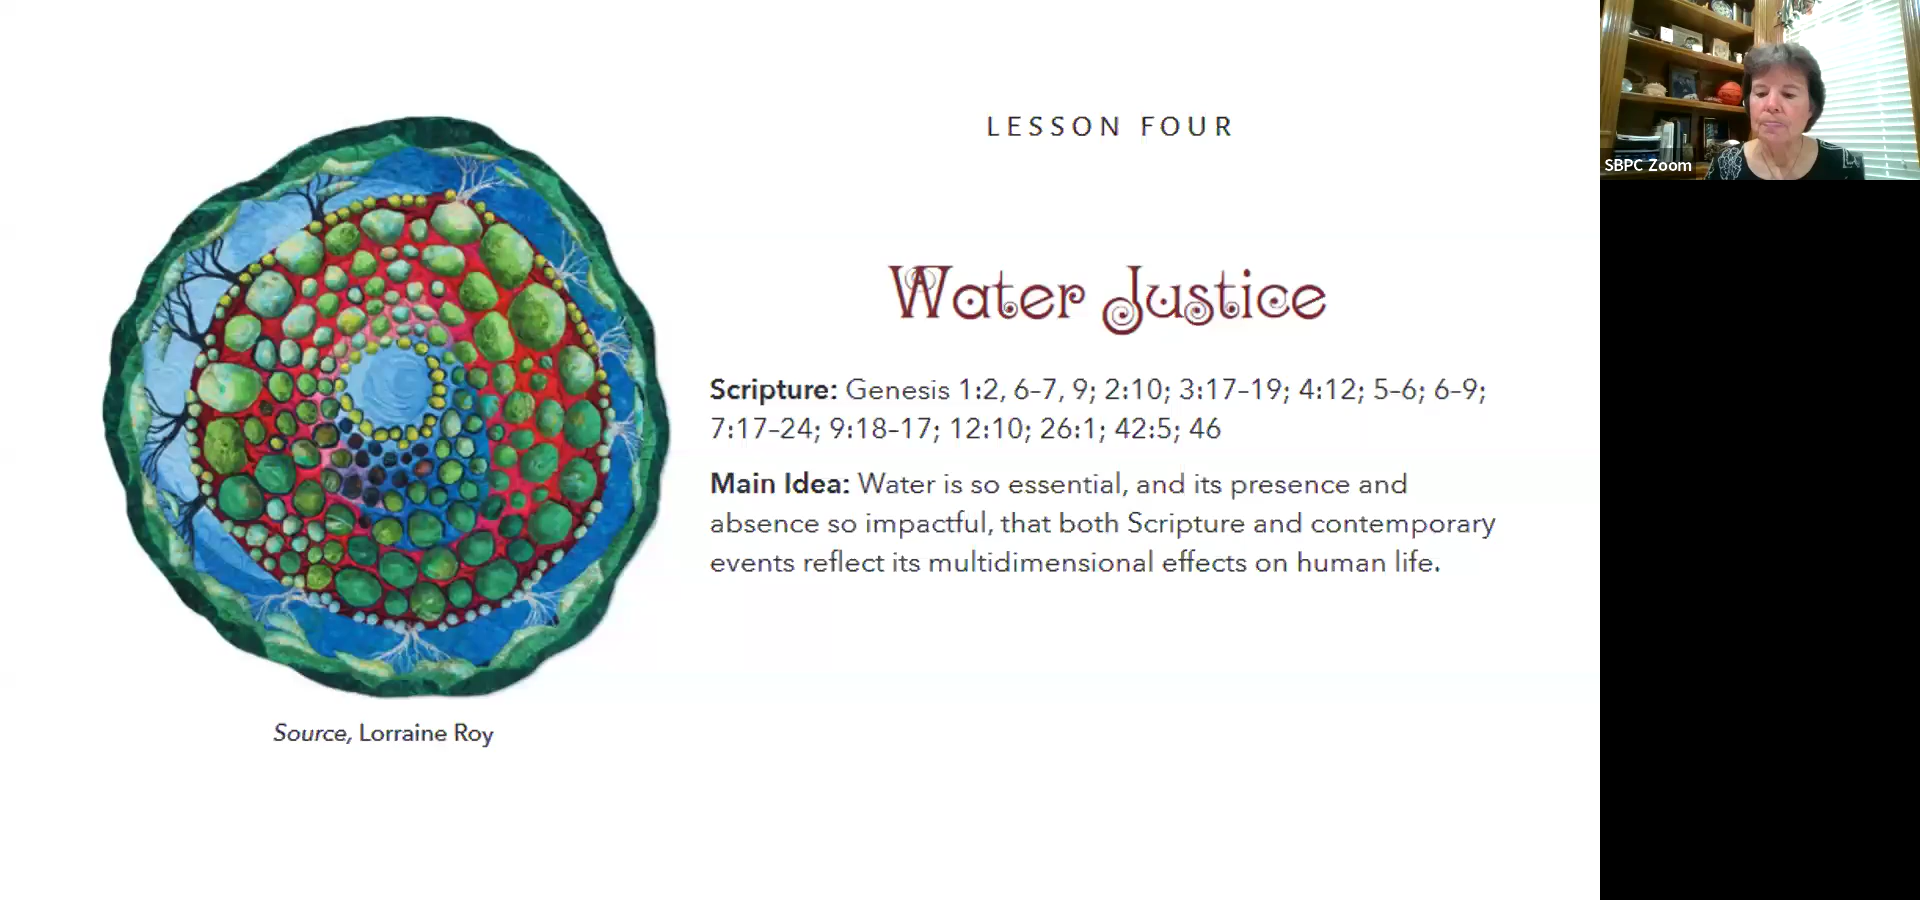 LESSON FOUR
Water Justice
Scripture: Genesis 1:2, 6–7, 9; 2:10; 3:17–19; 4:12; 5–6; 6–9;
7:17–24; 9:18–17; 12:10; 26:1; 42:5; 46
Main Idea: Water is so essential, and its presence and
absence so impactful, that both Scripture and contemporary
events reflect its multidimensional effects on human life.
Source, Lorraine Roy
SBPC Zoom